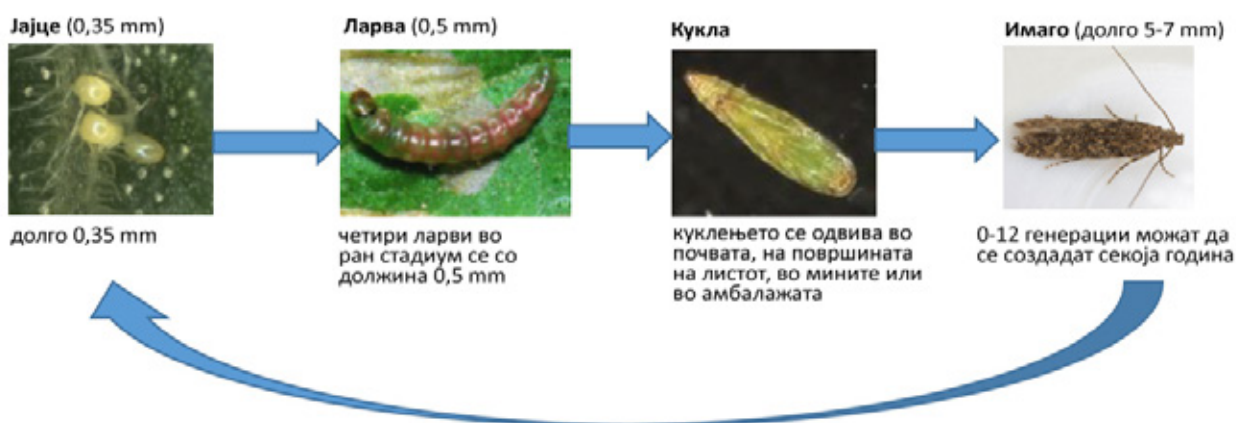 Јајце (0,35 mm)
долго 0,35 mm
Ларва (0,5 mm)
четири ларви во
ран стадиум се со
должина 0,5 mm
Кукла
куклењето се одвива во
почвата, на површината
на листот, во мините или
во амбалажата
Имаго (долго 5-7 mm)
0-12 генерации можат да
се создадат секоја година